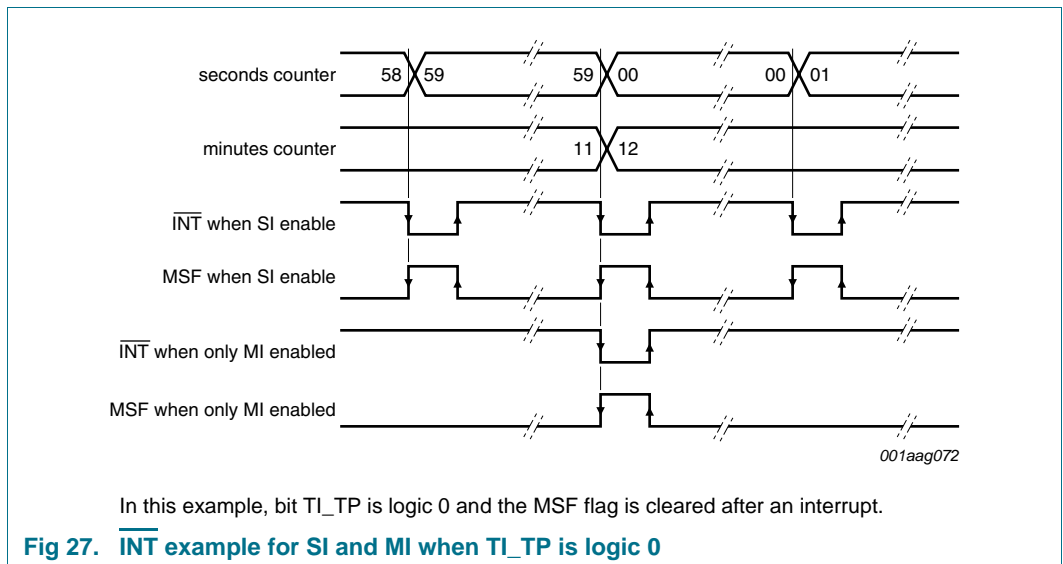 seconds counter 58 59 59 00 00 01
minutes counter 11 12
INT when SI enable
MSF when SI enable
INT when only MI enabled
MSF when only MI enabled
001aag072
In this example, bit TI_TP is logic 0 and the MSF flag is cleared after an interrupt.
Fig 27. INT example for SI and MI when TI_TP is logic 0